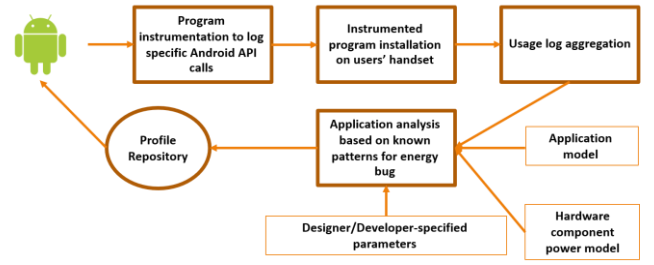 Program
instrumentation to log
specific Android API
calls
Instrumented
program installation
on users' handset
Usage log aggregation
Profile
Repository
Application analysis
based on known
patterns for energy
bug
Application
model
Designer/Developer-specified
parameters
Hardware
component
power model